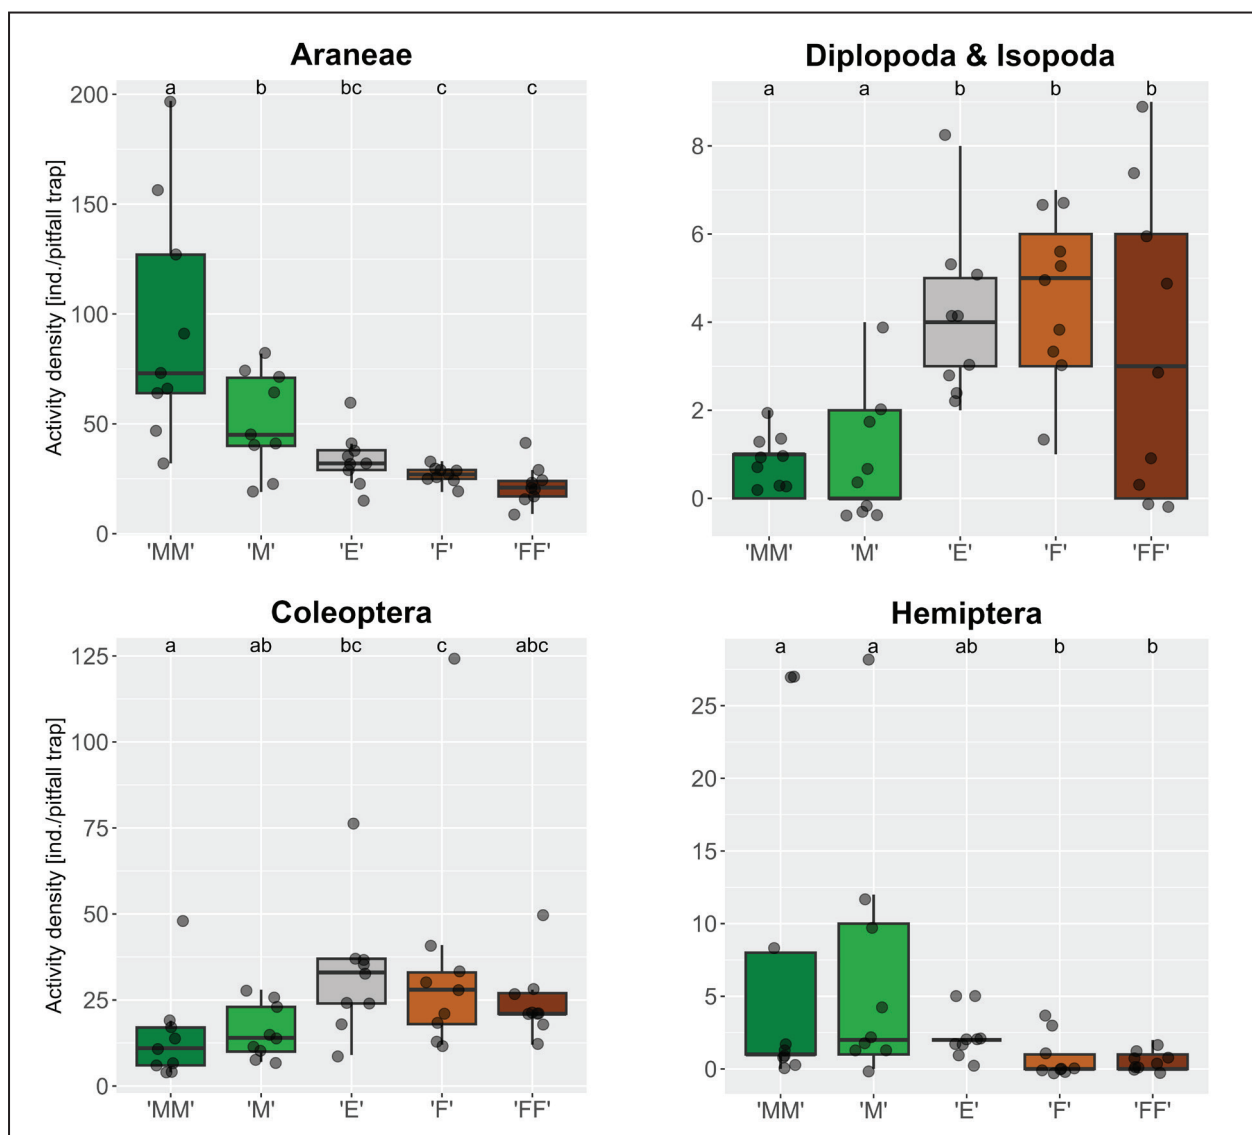 Araneae
a b bc c c
200
150
100
50
0
Activity density [ind./pitfall trap]
'MM' 'M' 'E' 'F' 'FF'
Diplopoda & Isopoda
a a b b b
8
6
4
2
0
'MM' 'M' 'E' 'F' 'FF'
Coleoptera
a ab bc c abc
125
100
75
50
25
0
Activity density [ind./pitfall trap]
'MM' 'M' 'E' 'F' 'FF'
Hemiptera
a a ab b b
25
20
15
10
5
0
'MM' 'M' 'E' 'F' 'FF'